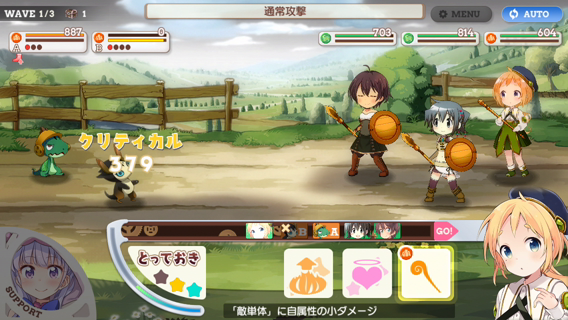 WAVE 1/3 1
通常攻撃
MENU
AUTO
887
A
0
B
703
814
604
クリティカル
379
B
A
GO!
とっておき
SUPPORT
「敵単体」に自属性の小ダメージ